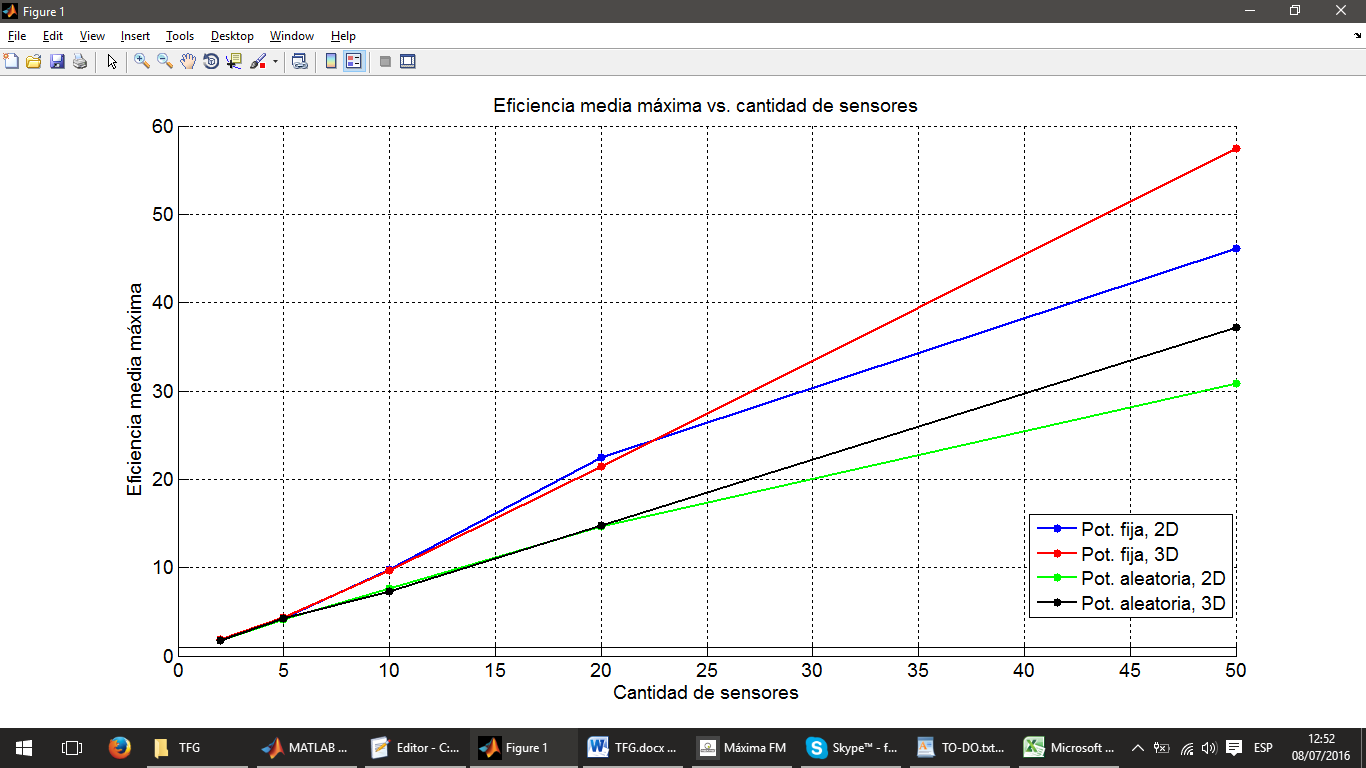 Figure 1
File Edit View Insert Tools Desktop Window Help
Eficiencia media máxima vs. cantidad de sensores
Eficiencia media máxima
60
50
40
30
20
10
0
0 5 10 15 20 25 30 35 40 45 50
Cantidad de sensores
Pot. fija, 2D
Pot. fija, 3D
Pot. aleatoria, 2D
Pot. aleatoria, 3D
TFG MATLAB ... Editor - C:... Figure 1 TFG.docx ... Máxima FM Skype™ - f... TO-DO.txt... Microsoft ... ESP 12:52
08/07/2016